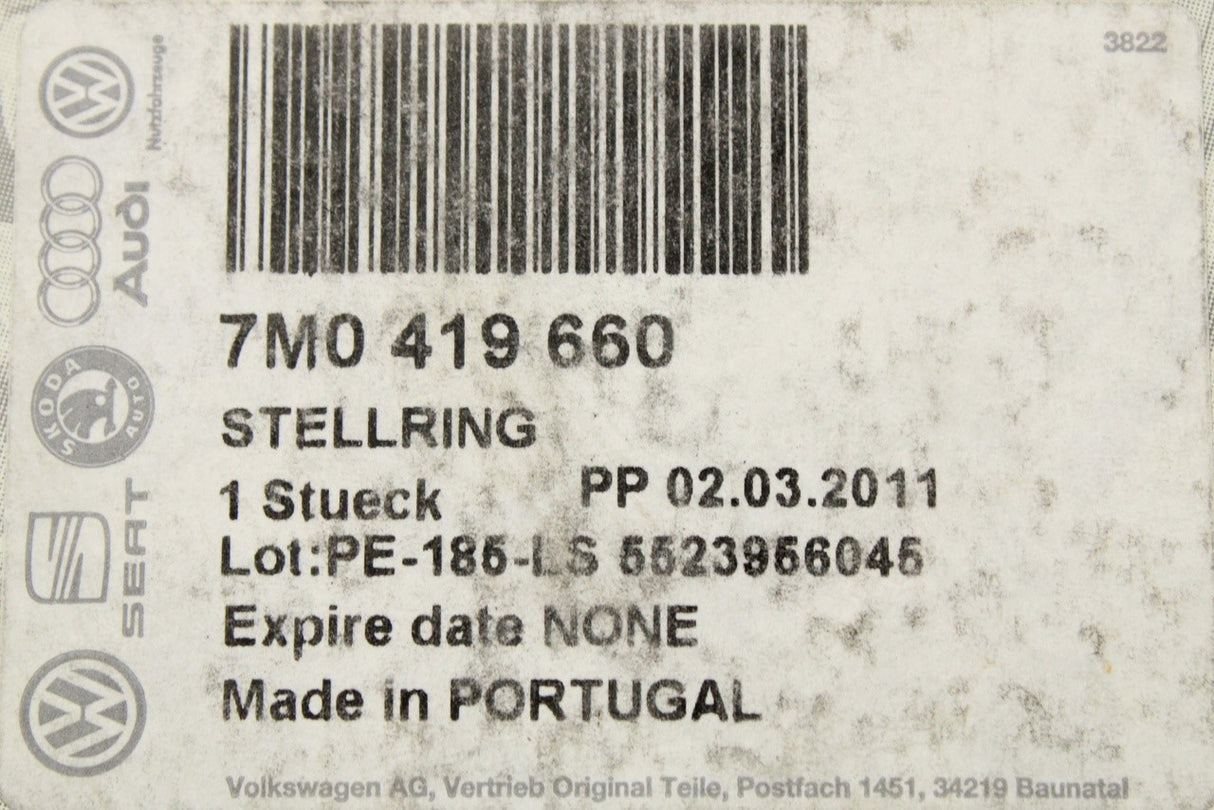 3822
Nutzfahrzeuge
Audi
SKODA
AUTO
SEAT
7M0 419 660
STELLRING
1 Stueck PP 02.03.2011
Lot:PE-185-LS 5523956045
Expire date NONE
Made in PORTUGAL
Volkswagen AG, Vertrieb Original Teile, Postfach 1451, 34219 Baunatal